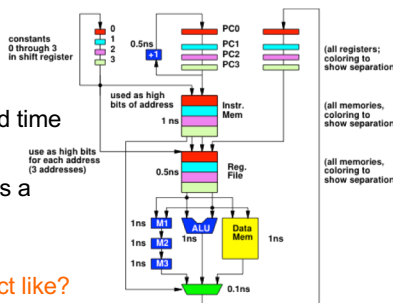 constants
0 through 3
in shift register
0
1
2
3
0.5ns
+1
PC0
PC1
PC2
PC3
(all registers;
coloring to
show separation
used as high
bits of address
1 ns
Instr.
Mem
(all memories,
coloring to
show separation
d time
use as high bits
for each address
(3 addresses)
0.5ns
Reg.
File
(all memories,
coloring to
show separation
s a
1ns
M1
1ns
M2
1ns
M3
ALU
1ns
Data
Mem
1ns
ct like?
0.1ns